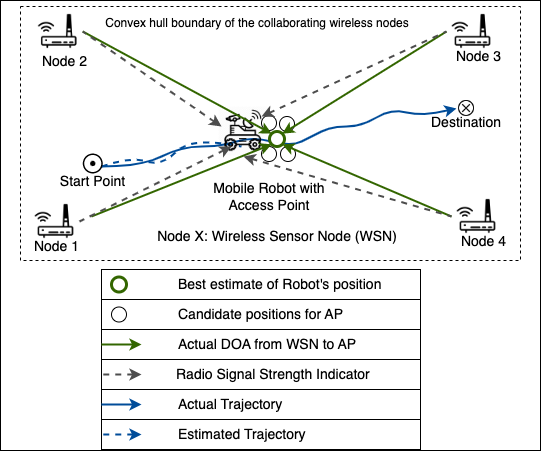 Convex hull boundary of the collaborating wireless nodes
Node 2
Node 3
Destination
Start Point
Mobile Robot with
Access Point
Node 1
Node X: Wireless Sensor Node (WSN)
Node 4
Best estimate of Robot's position
Candidate positions for AP
Actual DOA from WSN to AP
Radio Signal Strength Indicator
Actual Trajectory
Estimated Trajectory